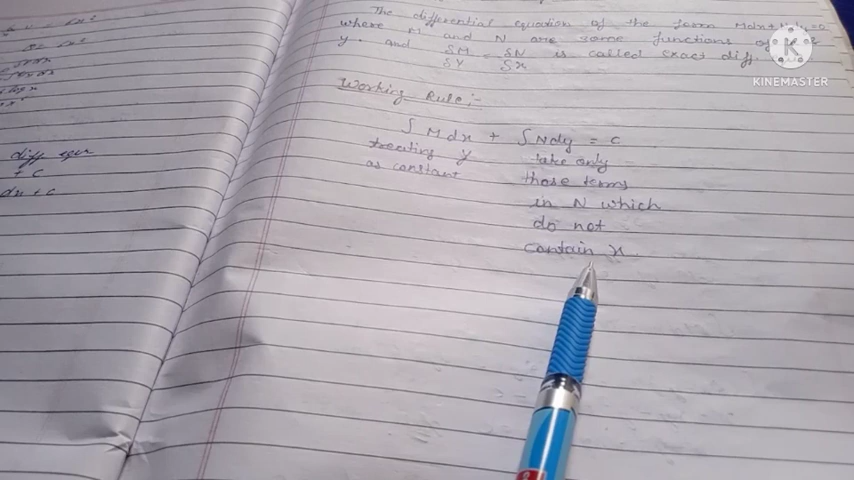 diff eqn
+ c
dx + c
The differential equation of the form Mdx+Ndy=0
where M and N are some functions of
y. and δM/δY = δN/δx is called exact diff.
Working Rule:-
∫ Mdx + ∫ Ndy = c
treating y
as constant
take only
those terms
in N which
do not
contain x.
K
KINEMASTER